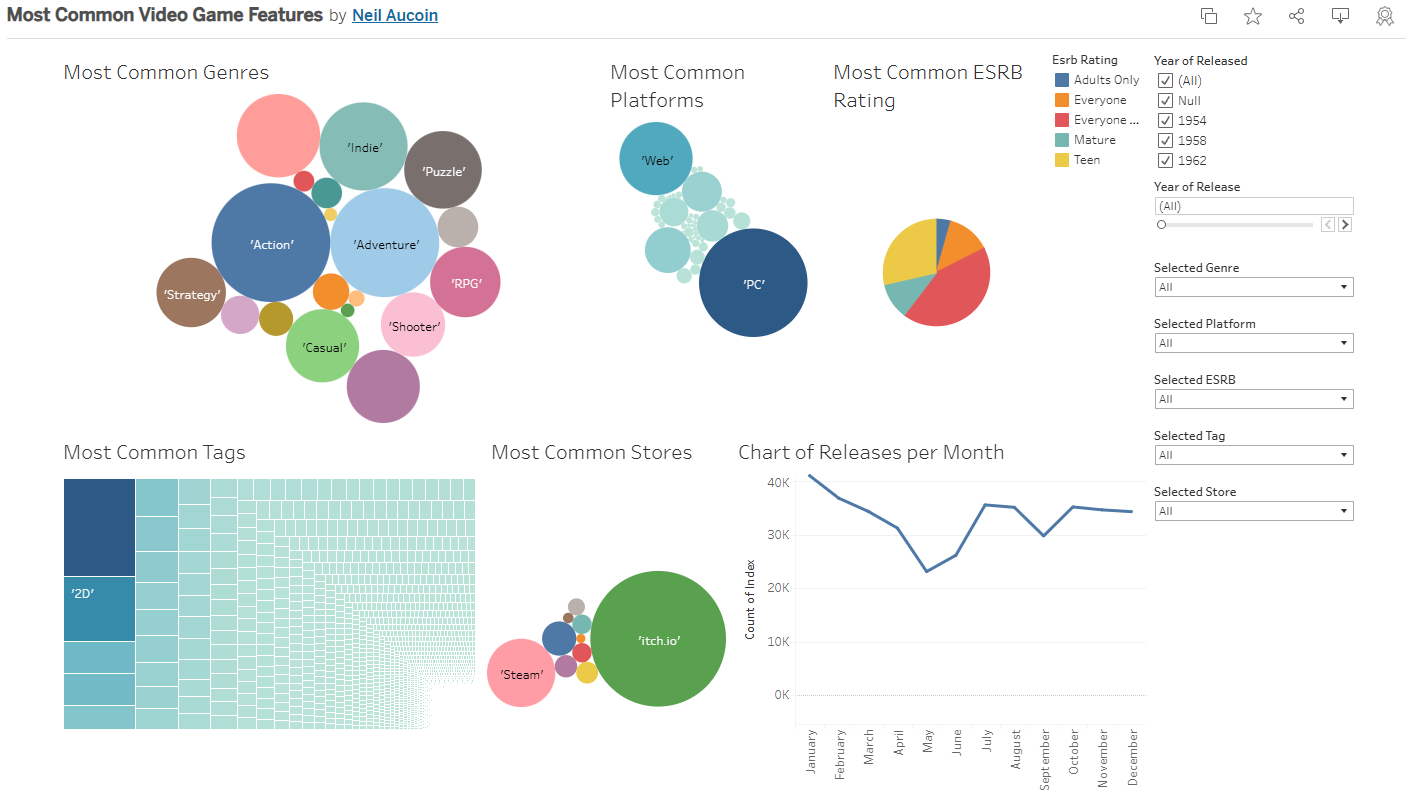 Most Common Video Game Features by Neil Aucoin
Most Common Genres
'Indie'
'Puzzle'
'Action'
'Adventure'
'Strategy'
'RPG'
'Shooter'
'Casual'
Most Common
Platforms
'Web'
'PC'
Most Common ESRB
Rating
Esrb Rating
Adults Only
Everyone
Everyone ...
Mature
Teen
Year of Released
(All)
Null
1954
1958
1962
Year of Release
(All)
Selected Genre
All
Selected Platform
All
Selected ESRB
All
Selected Tag
All
Selected Store
All
Most Common Tags
'2D'
Most Common Stores
'Steam'
'itch.io'
Chart of Releases per Month
Count of Index
40K
30K
20K
10K
0K
January
February
March
April
May
June
July
August
September
October
November
December